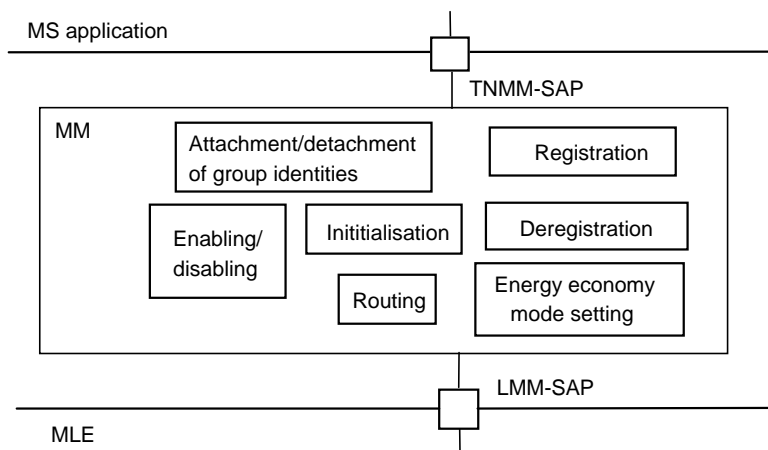 MS application
TNMM-SAP
MM
Attachment/detachment
of group identities
Registration
Enabling/
disabling
Inititialisation
Deregistration
Routing
Energy economy
mode setting
LMM-SAP
MLE